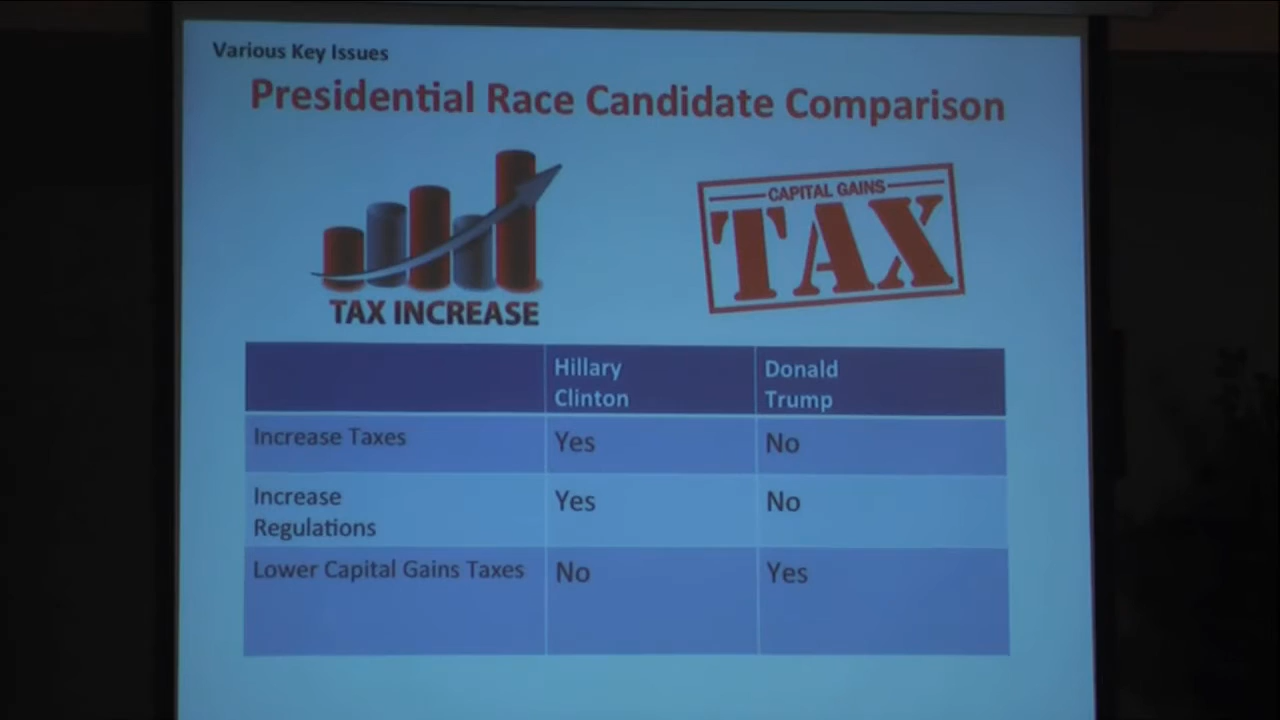 Various Key Issues
Presidential Race Candidate Comparison
CAPITAL GAINS
TAX
TAX INCREASE
Hillary Clinton
Donald Trump
Increase Taxes Yes No
Increase Regulations Yes No
Lower Capital Gains Taxes No Yes